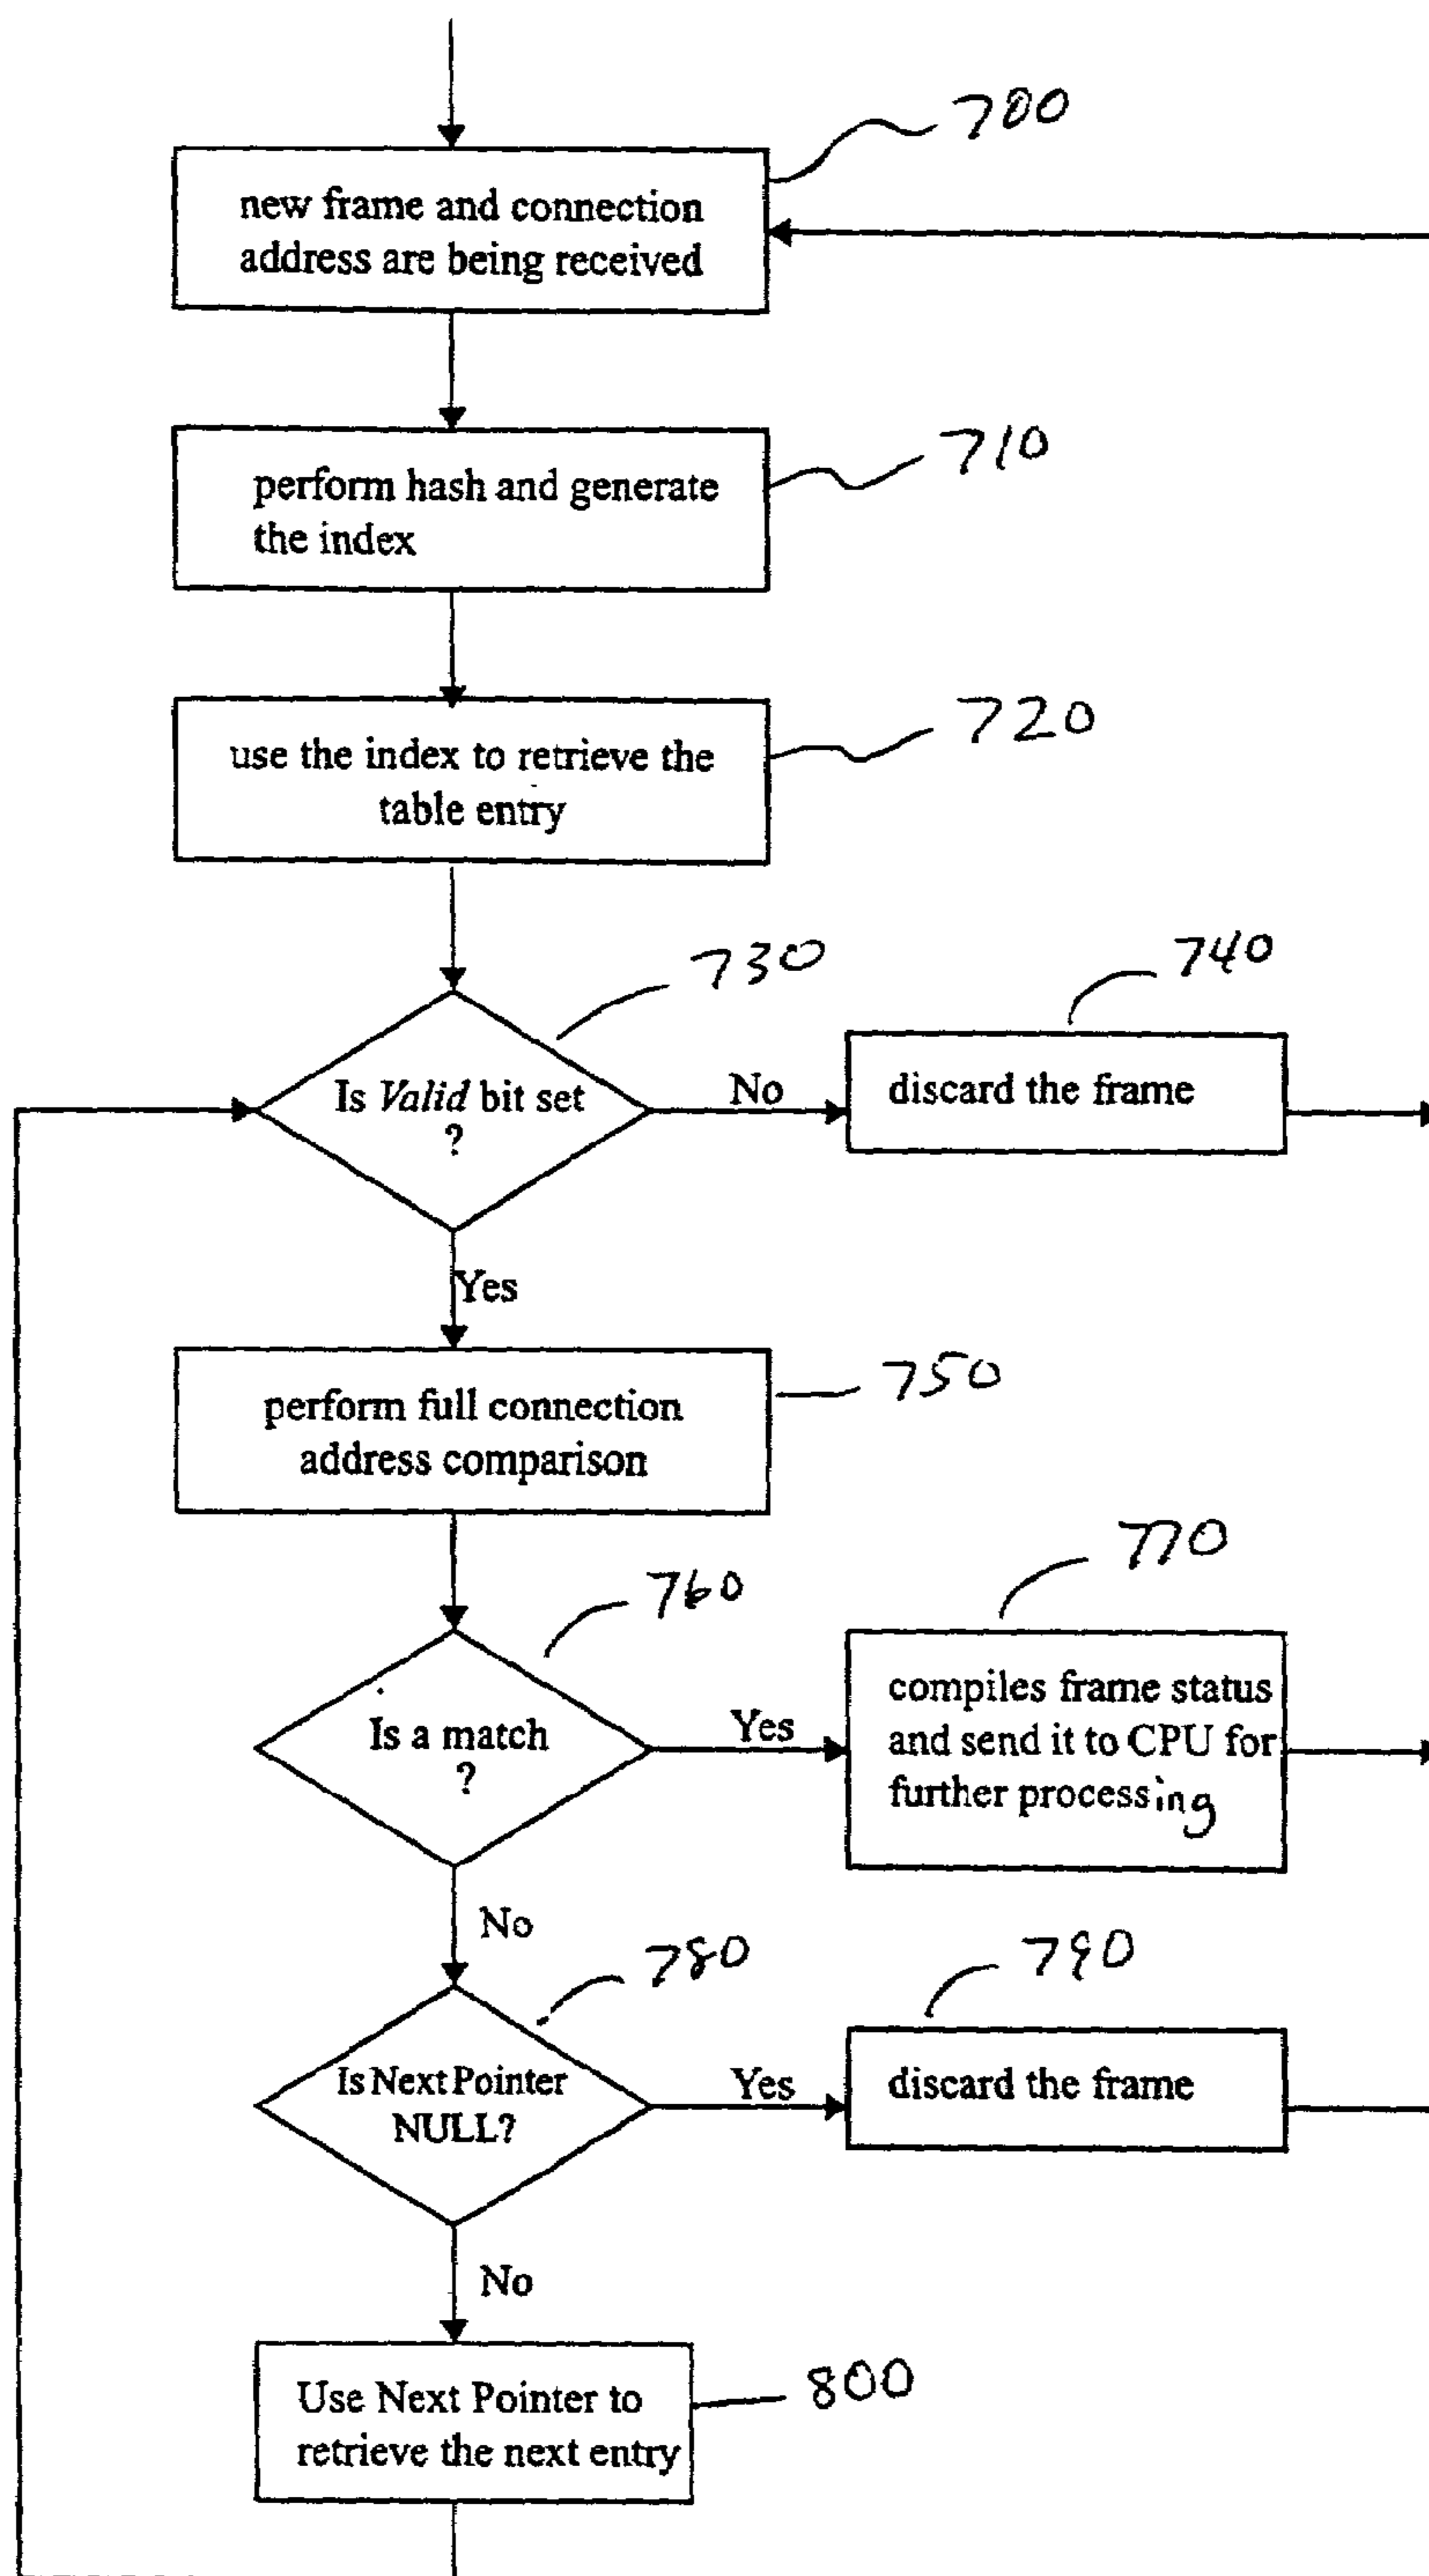 700
new frame and connection
address are being received
710
perform hash and generate
the index
720
use the index to retrieve the
table entry
730
740
Is Valid bit set
?
No
discard the frame
Yes
750
perform full connection
address comparison
760
770
Is a match
?
Yes
compiles frame status
and send it to CPU for
further processing
No
780
790
Is Next Pointer
NULL?
Yes
discard the frame
No
800
Use Next Pointer to
retrieve the next entry